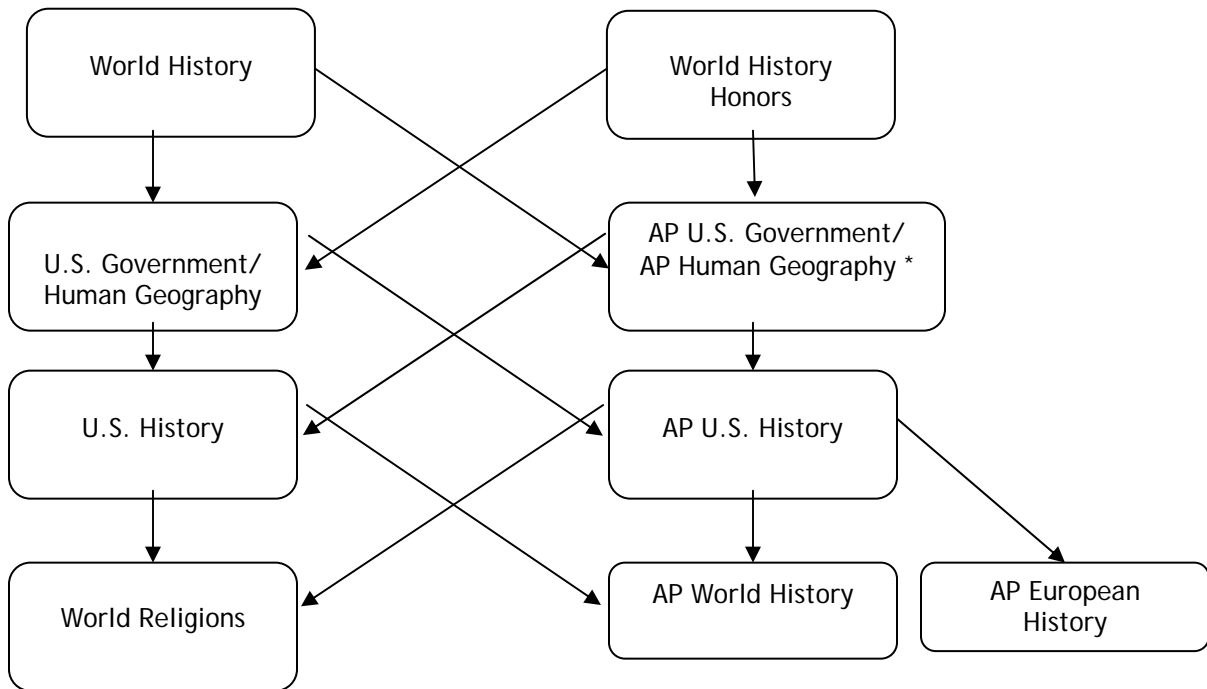 World History
World History
Honors
U.S. Government/
Human Geography
AP U.S. Government/
AP Human Geography *
U.S. History
AP U.S. History
World Religions
AP World History
AP European
History